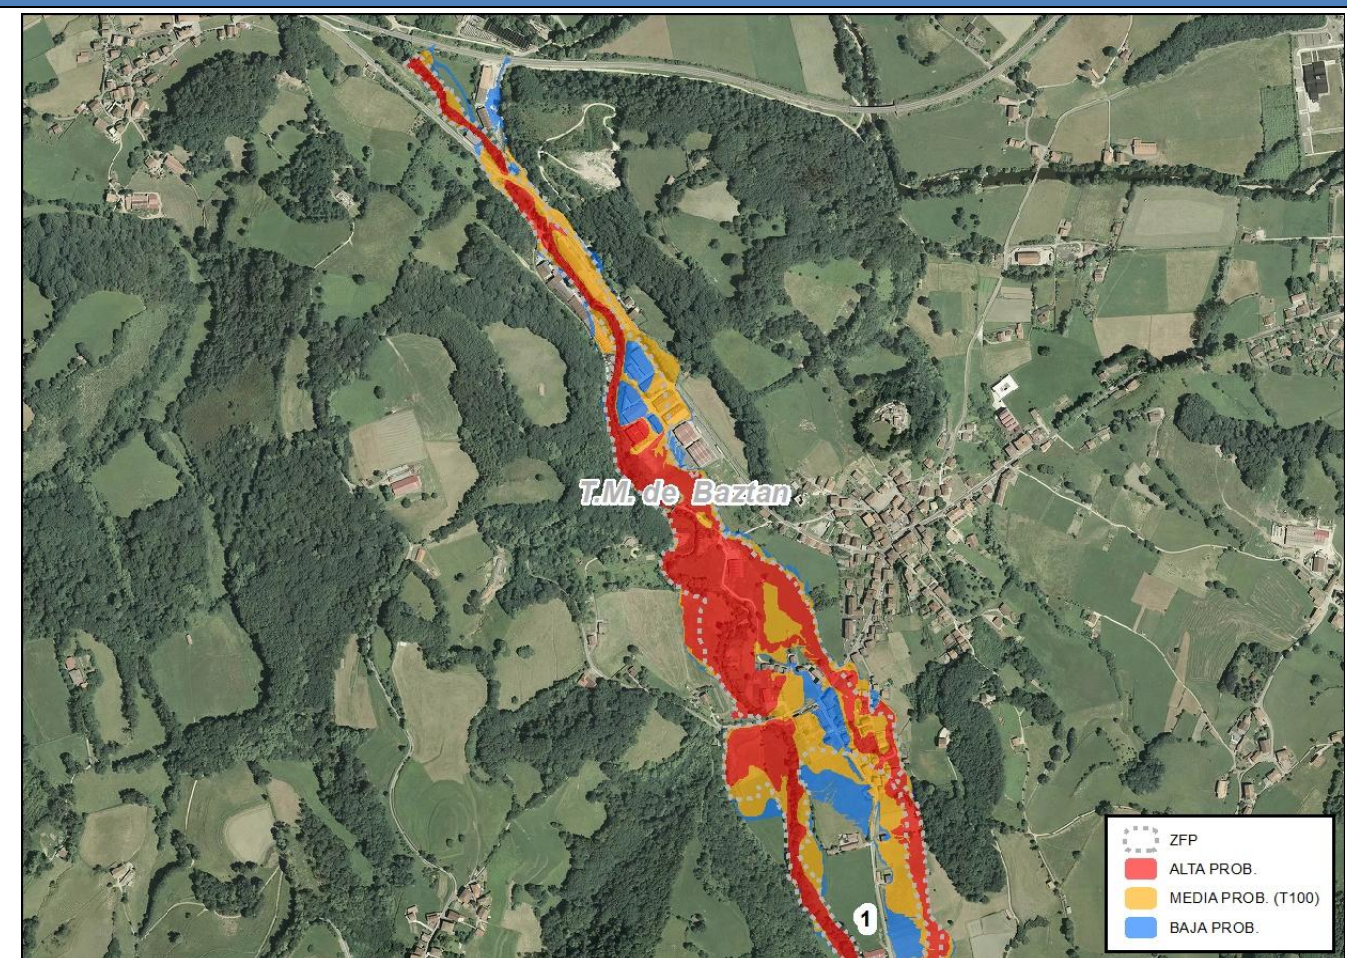 T.M. de Baztan
1
ZFP
ALTA PROB.
MEDIA PROB. (T100)
BAJA PROB.